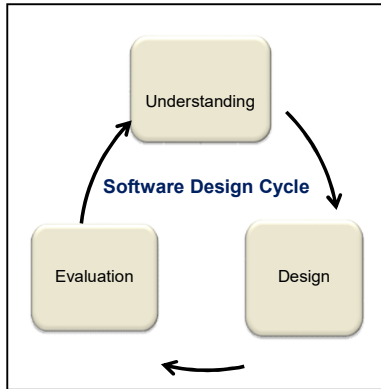 Understanding
Software Design Cycle
Evaluation
Design